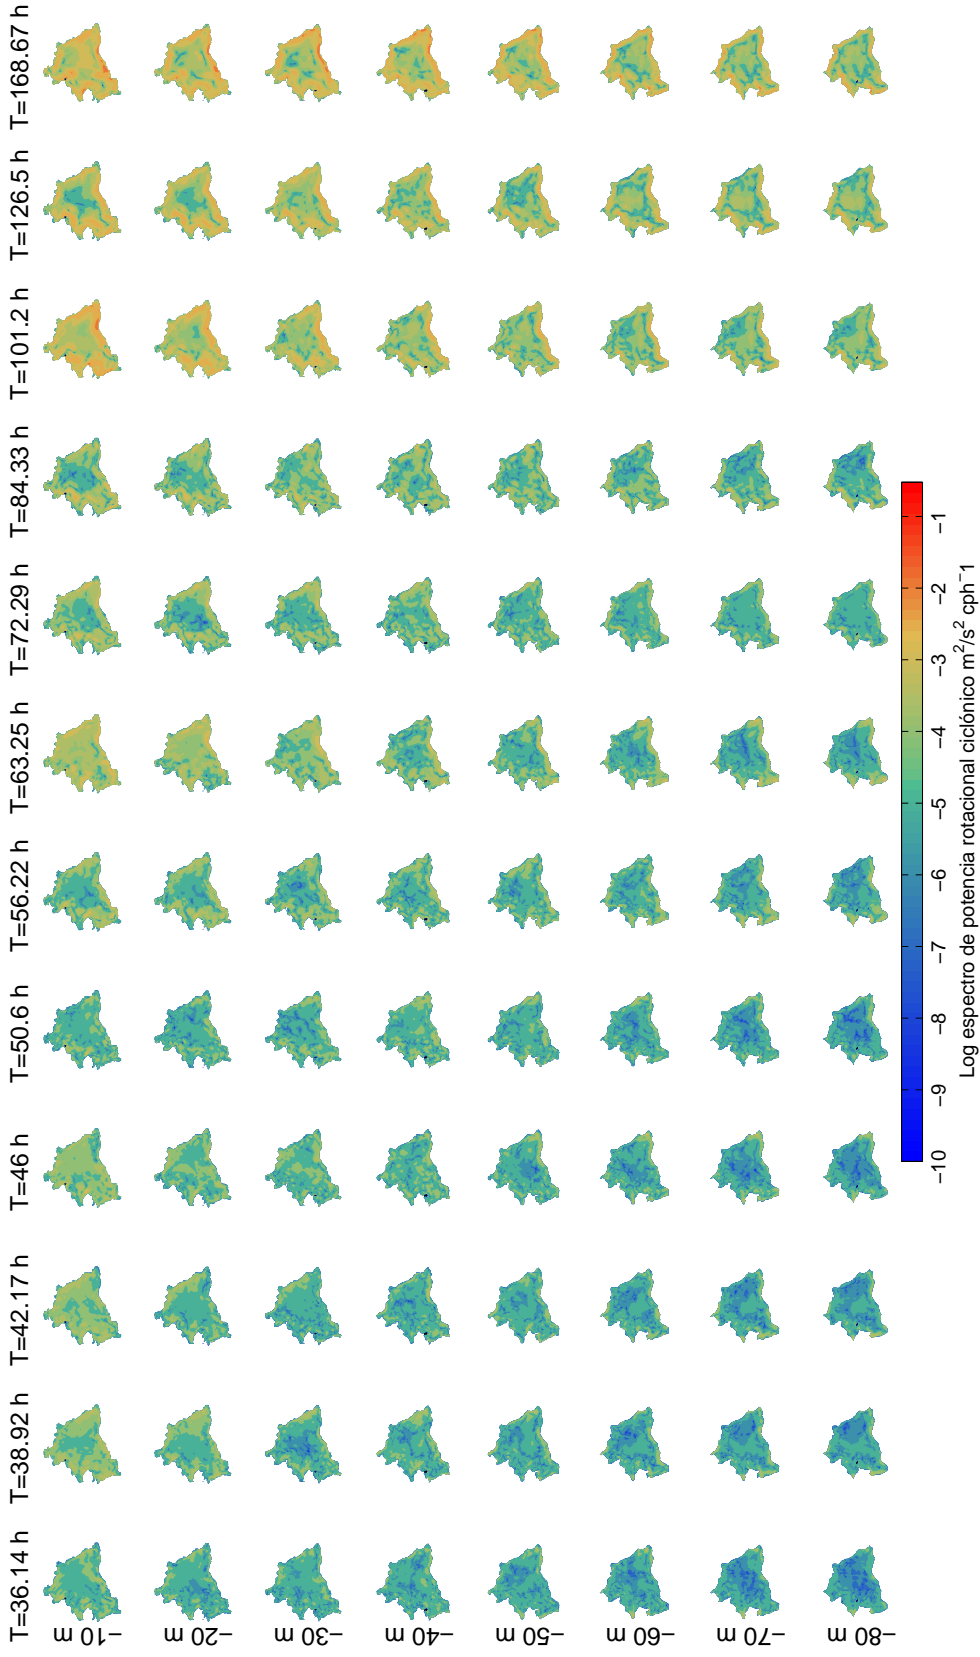 T=36.14 h
T=38.92 h
T=42.17 h
T=46 h
T=50.6 h
T=56.22 h
T=63.25 h
T=72.29 h
T=84.33 h
T=101.2 h
T=126.5 h
T=168.67 h
−10 m
−20 m
−30 m
−40 m
−50 m
−60 m
−70 m
−80 m
−10 −9 −8 −7 −6 −5 −4 −3 −2 −1
Log espectro de potencia rotacional ciclónico m²/s² cph⁻1